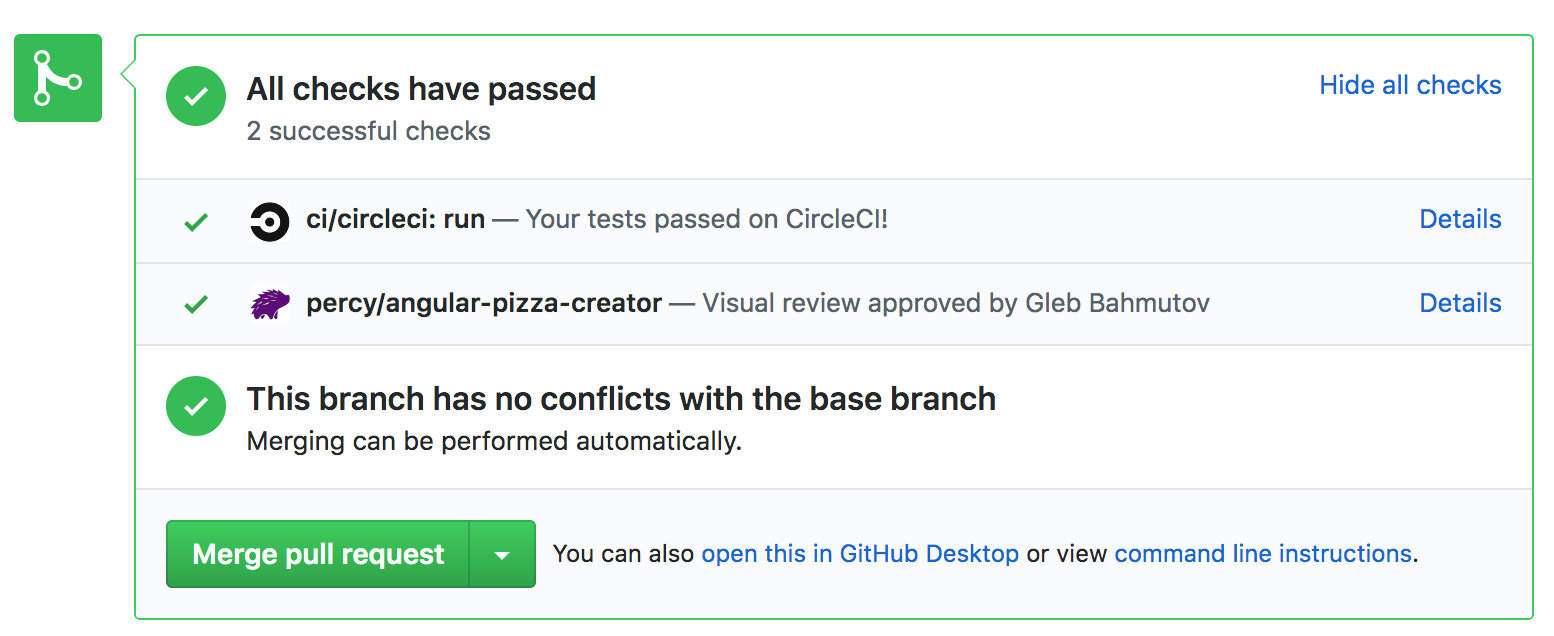 All checks have passed
Hide all checks
2 successful checks
ci/circleci: run — Your tests passed on CircleCI!
Details
percy/angular-pizza-creator — Visual review approved by Gleb Bahmutov
Details
This branch has no conflicts with the base branch
Merging can be performed automatically.
Merge pull request
You can also open this in GitHub Desktop or view command line instructions.